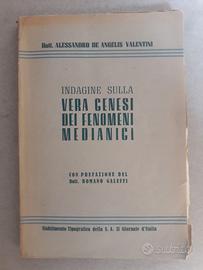 Dott. ALESSANDRO DE ANGELIS VALENTINI
INDAGINE SULLA
VERA GENESI
DEI FENOMENI
MEDIANICI
CON PREFAZIONE DEL
Dott. ROMANO GALEFFI
Stabilimento Tipografico della S. A. Il Giornale d'Italia
subito